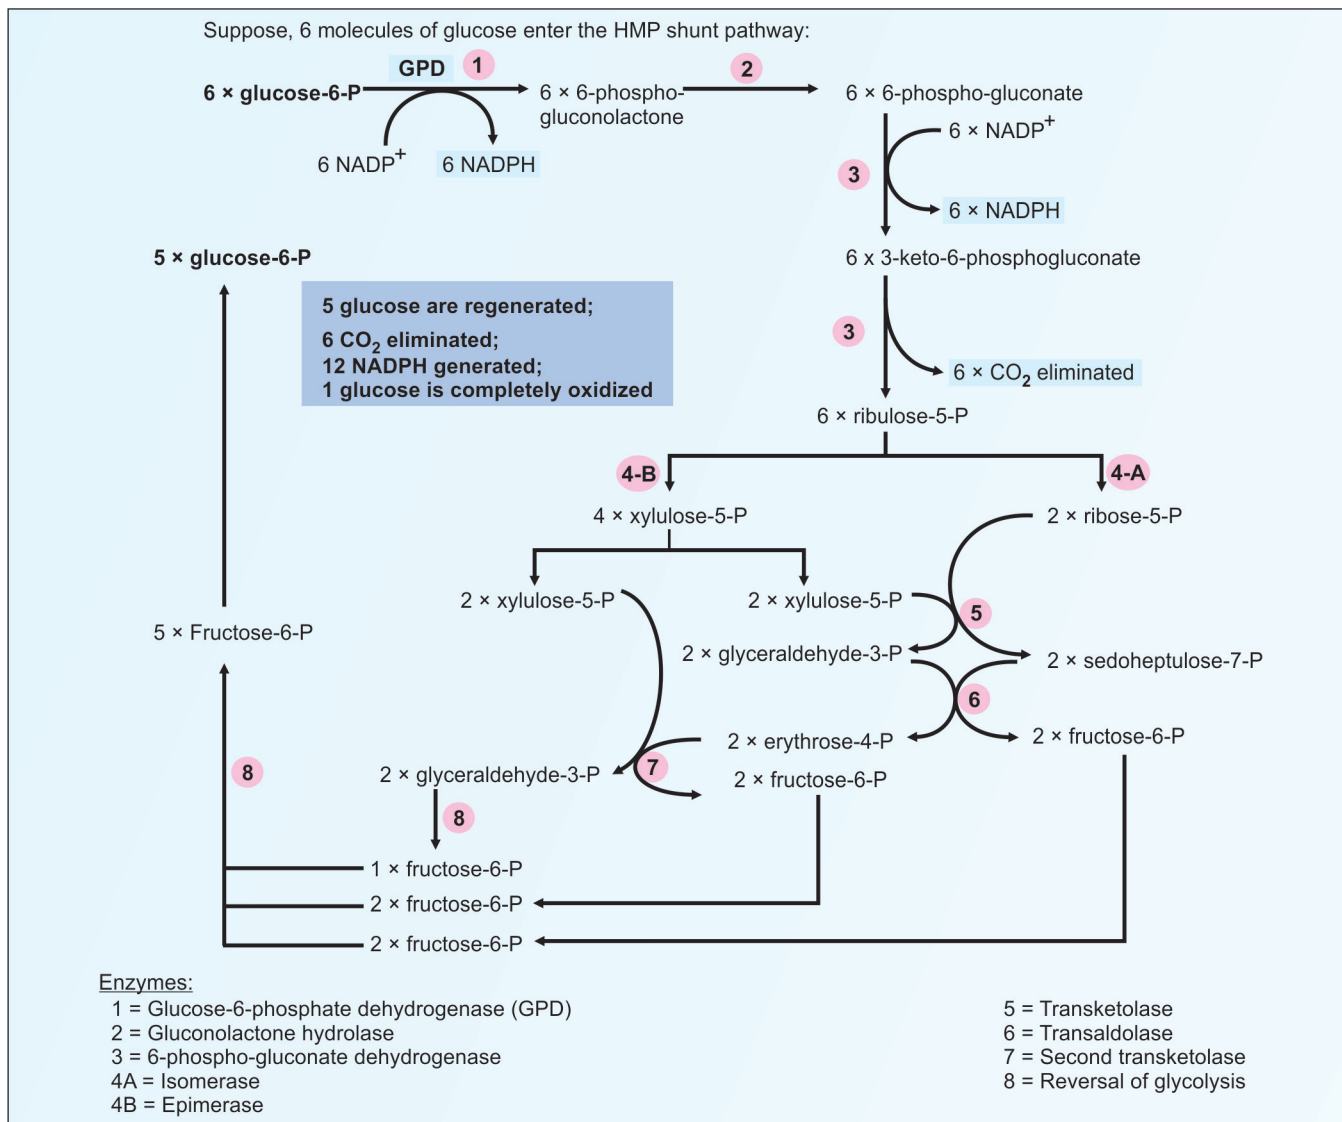 Suppose, 6 molecules of glucose enter the HMP shunt pathway:
GPD 1
2
6 × glucose-6-P
6 × 6-phospho-
gluconolactone
6 × 6-phospho-gluconate
6 NADP+
6 NADPH
6 × NADP+
3
6 × NADPH
5 × glucose-6-P
6 x 3-keto-6-phosphogluconate
5 glucose are regenerated;
6 CO2 eliminated;
12 NADPH generated;
1 glucose is completely oxidized
3
6 × CO2 eliminated
6 × ribulose-5-P
4-B
4-A
4 × xylulose-5-P
2 × ribose-5-P
2 × xylulose-5-P
2 × xylulose-5-P
5
5 × Fructose-6-P
2 × glyceraldehyde-3-P
2 × sedoheptulose-7-P
6
2 × erythrose-4-P
2 × fructose-6-P
8
2 × glyceraldehyde-3-P
7
2 × fructose-6-P
8
1 × fructose-6-P
2 × fructose-6-P
2 × fructose-6-P
Enzymes:
1 = Glucose-6-phosphate dehydrogenase (GPD)
2 = Gluconolactone hydrolase
3 = 6-phospho-gluconate dehydrogenase
4A = Isomerase
4B = Epimerase
5 = Transketolase
6 = Transaldolase
7 = Second transketolase
8 = Reversal of glycolysis